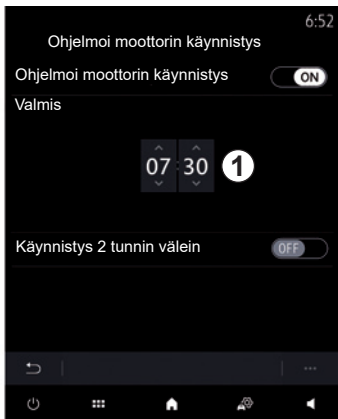 6:52
Ohjelmoi moottorin käynnistys
Ohjelmoi moottorin käynnistys ON
Valmis
07:30 1
Käynnistys 2 tunnin välein OFF